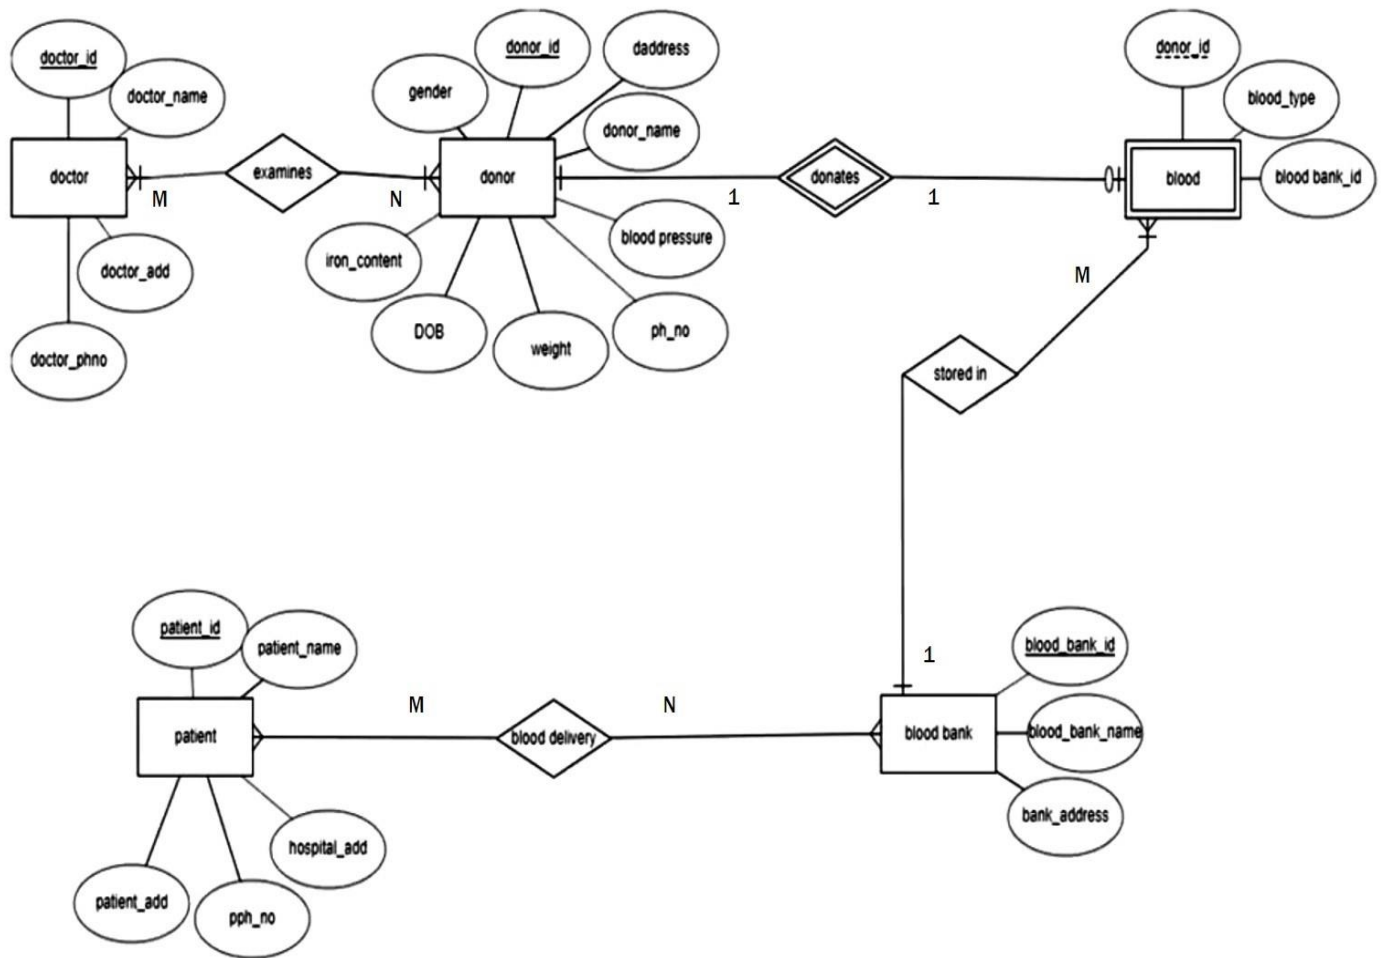 doctor_id
doctor_name
doctor
doctor_add
doctor_phno
M
examines
N
gender
donor_id
daddress
donor_name
donor
iron_content
DOB
weight
ph_no
blood pressure
1
donates
1
donor_id
blood_type
blood
blood bank_id
M
stored in
1
patient_id
patient_name
patient
patient_add
pph_no
hospital_add
M
blood delivery
N
blood bank
blood_bank_id
blood_bank_name
bank_address